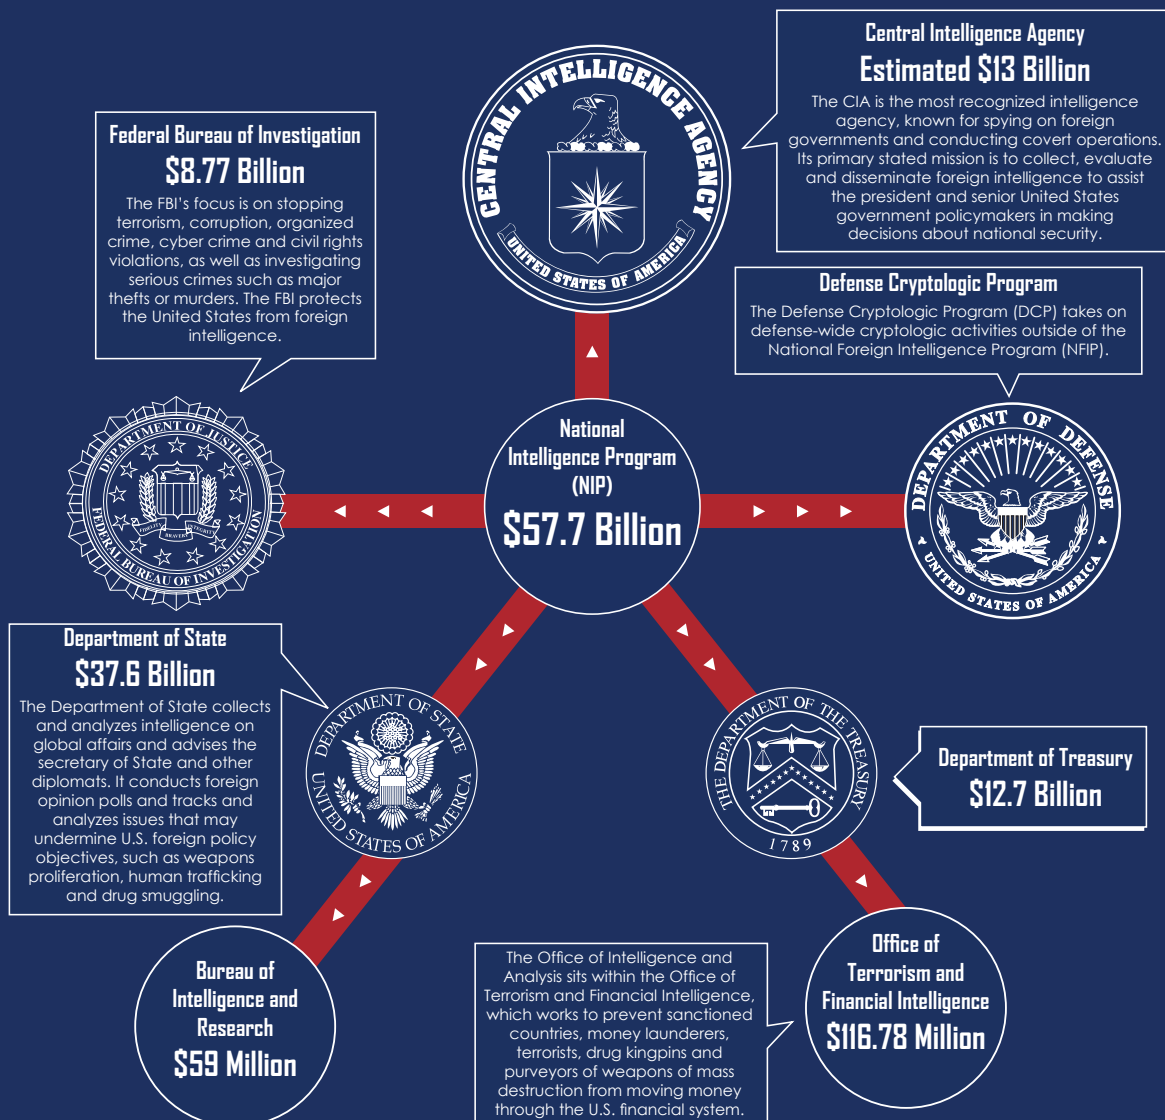 Central Intelligence Agency
Estimated $13 Billion
The CIA is the most recognized intelligence
agency, known for spying on foreign
governments and conducting covert operations.
Its primary stated mission is to collect, evaluate
and disseminate foreign intelligence to assist
the president and senior United States
government policymakers in making
decisions about national security.
CENTRAL INTELLIGENCE AGENCY
UNITED STATES OF AMERICA
Federal Bureau of Investigation
$8.77 Billion
The FBI's focus is on stopping
terrorism, corruption, organized
crime, cyber crime and civil rights
violations, as well as investigating
serious crimes such as major
thefts or murders. The FBI protects
the United States from foreign
intelligence.
Defense Cryptologic Program
The Defense Cryptologic Program (DCP) takes on
defense-wide cryptologic activities outside of the
National Foreign Intelligence Program (NFIP).
DEPARTMENT OF JUSTICE
FEDERAL BUREAU OF INVESTIGATION
FIDELITY
BRAVERY
INTEGRITY
National
Intelligence Program
(NIP)
$57.7 Billion
DEPARTMENT OF DEFENSE
UNITED STATES OF AMERICA
Department of State
$37.6 Billion
The Department of State collects
and analyzes intelligence on
global affairs and advises the
secretary of State and other
diplomats. It conducts foreign
opinion polls and tracks and
analyzes issues that may
undermine U.S. foreign policy
objectives, such as weapons
proliferation, human trafficking
and drug smuggling.
DEPARTMENT OF STATE
UNITED STATES OF AMERICA
THE DEPARTMENT OF THE TREASURY
1789
Department of Treasury
$12.7 Billion
Bureau of
Intelligence and
Research
$59 Million
The Office of Intelligence and
Analysis sits within the Office of
Terrorism and Financial Intelligence,
which works to prevent sanctioned
countries, money launderers,
terrorists, drug kingpins and
purveyors of weapons of mass
destruction from moving money
through the U.S. financial system.
Office of
Terrorism and
Financial Intelligence
$116.78 Million